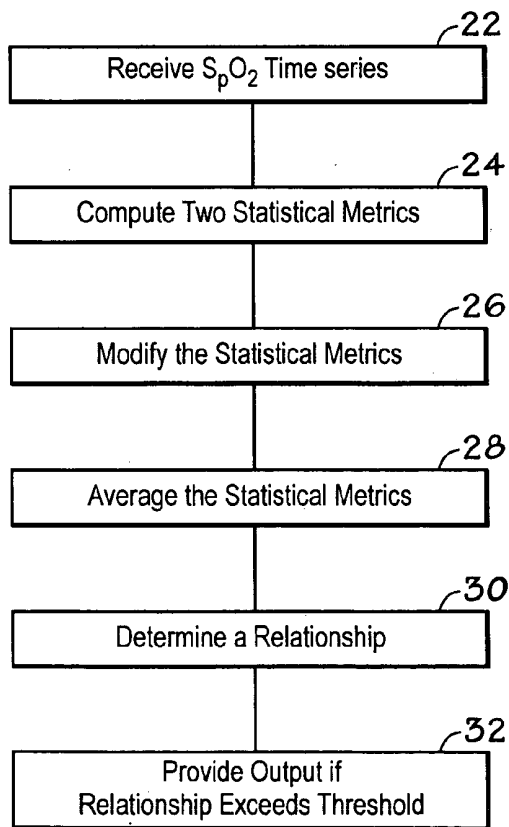 22
Receive SpO2 Time series
24
Compute Two Statistical Metrics
26
Modify the Statistical Metrics
28
Average the Statistical Metrics
30
Determine a Relationship
32
Provide Output if
Relationship Exceeds Threshold